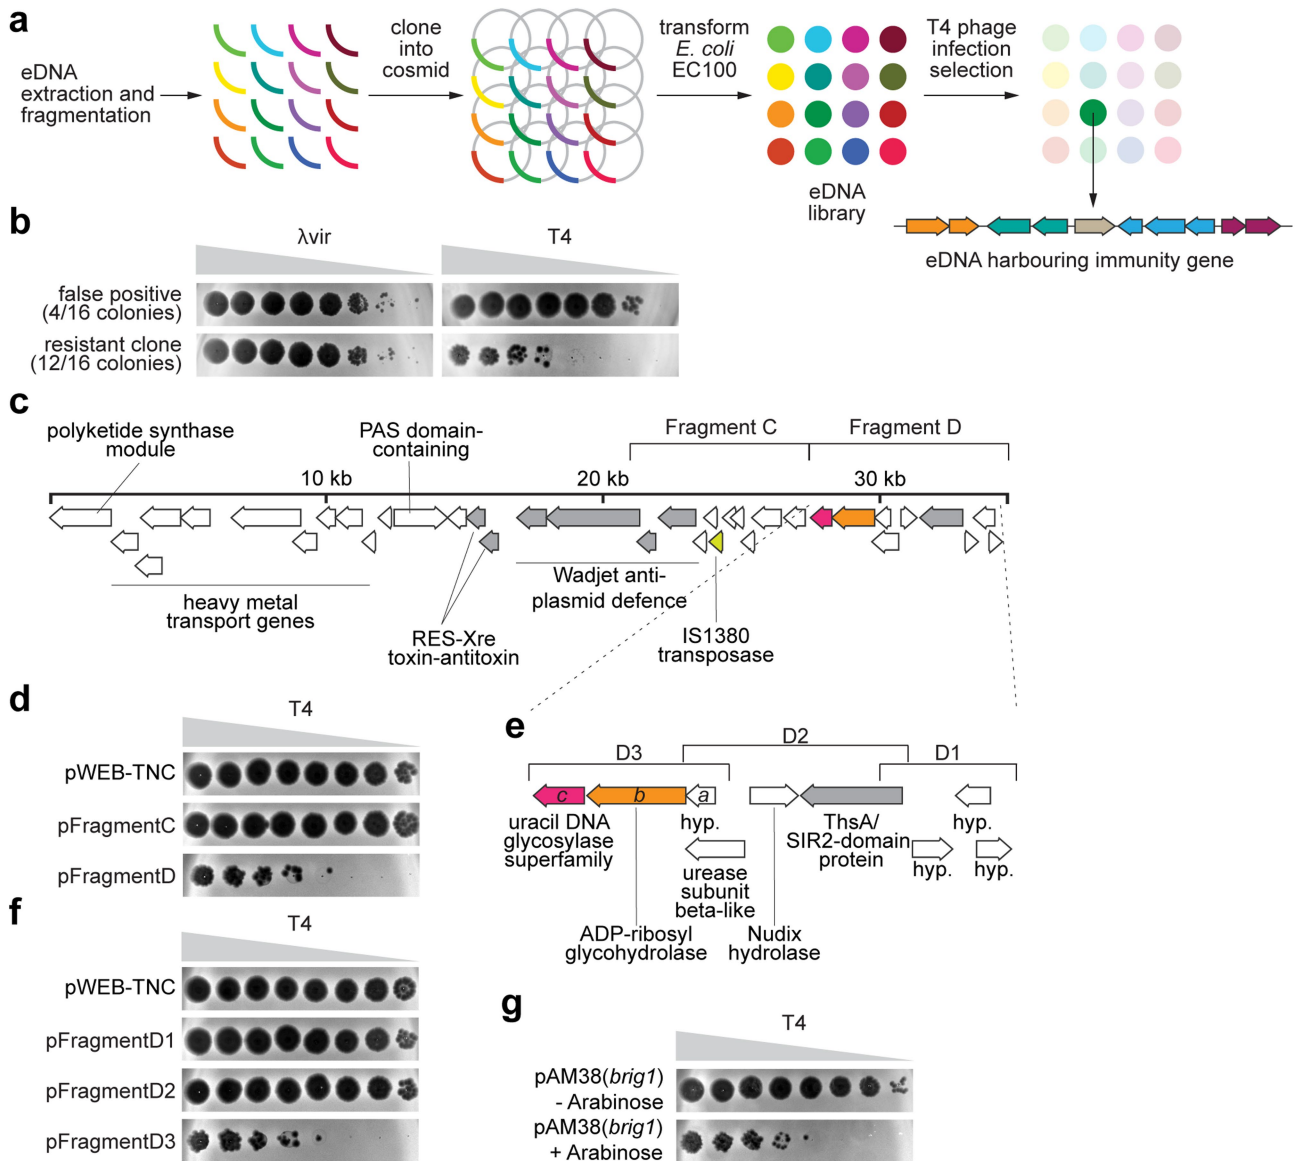 a
eDNA
extraction and
fragmentation
clone
into
cosmid
transform
E. coli
EC100
T4 phage
infection
selection
eDNA
library
eDNA harbouring immunity gene
b
λvir
T4
false positive
(4/16 colonies)
resistant clone
(12/16 colonies)
c
polyketide synthase
module
PAS domain-
containing
Fragment C
Fragment D
10 kb
20 kb
30 kb
heavy metal
transport genes
RES-Xre
toxin-antitoxin
Wadjet anti-
plasmid defence
IS1380
transposase
d
T4
pWEB-TNC
pFragmentC
pFragmentD
e
D2
D3
D1
c
b
a
uracil DNA
glycosylase
superfamily
hyp.
urease
subunit
beta-like
ADP-ribosyl
glycohydrolase
Nudix
hydrolase
ThsA/
SIR2-domain
protein
hyp.
hyp.
hyp.
f
T4
pWEB-TNC
pFragmentD1
pFragmentD2
pFragmentD3
g
T4
pAM38(brig1)
- Arabinose
pAM38(brig1)
+ Arabinose